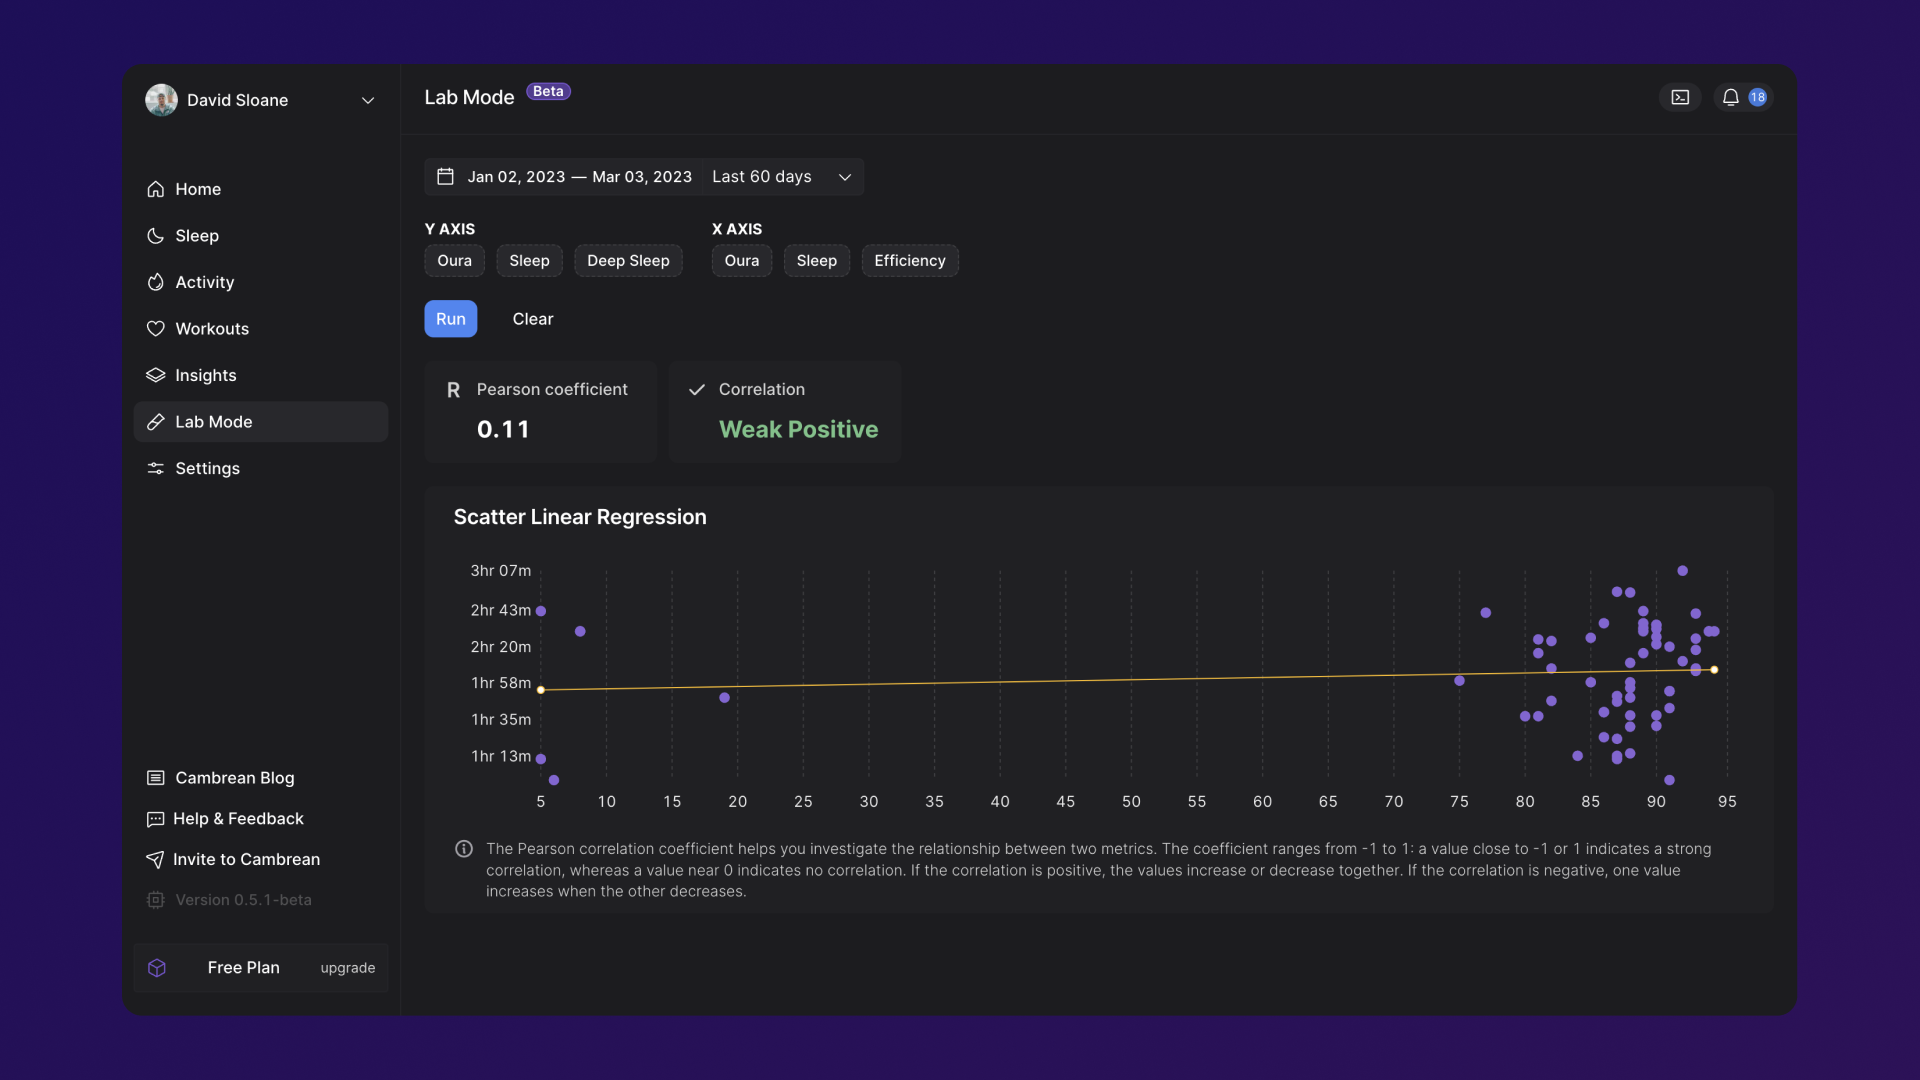 David Sloane
Home
Sleep
Activity
Workouts
Insights
Lab Mode
Settings
Cambrean Blog
Help & Feedback
Invite to Cambrean
Version 0.5.1-beta
Free Plan upgrade
Lab Mode Beta
18
Jan 02, 2023 — Mar 03, 2023 Last 60 days
Y AXIS X AXIS
Oura Sleep Deep Sleep Oura Sleep Efficiency
Run Clear
R Pearson coefficient
0.11
Correlation
Weak Positive
Scatter Linear Regression
3hr 07m
2hr 43m
2hr 20m
1hr 58m
1hr 35m
1hr 13m
5 10 15 20 25 30 35 40 45 50 55 60 65 70 75 80 85 90 95
The Pearson correlation coefficient helps you investigate the relationship between two metrics. The coefficient ranges from -1 to 1: a value close to -1 or 1 indicates a strong
correlation, whereas a value near 0 indicates no correlation. If the correlation is positive, the values increase or decrease together. If the correlation is negative, one value
increases when the other decreases.